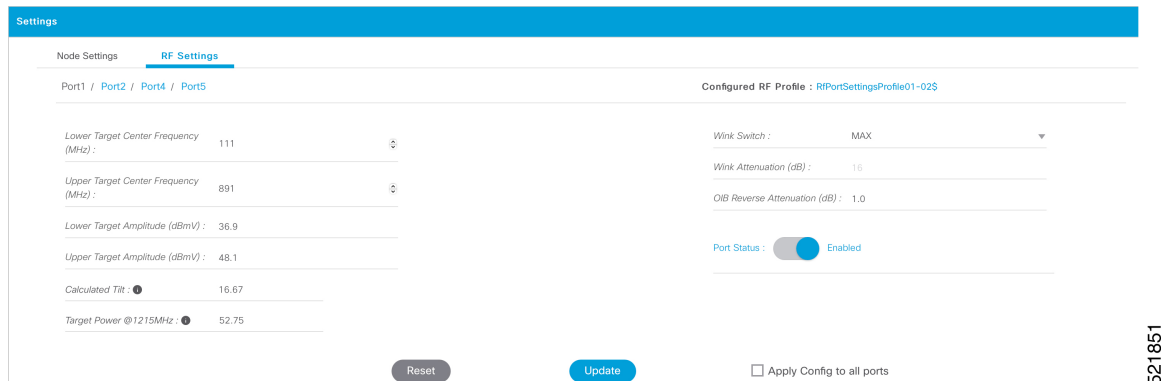 Settings
Node Settings RF Settings
Port1 / Port2 / Port4 / Port5 Configured RF Profile : RfPortSettingsProfile01-02$
Lower Target Center Frequency
(MHz) : 111
Upper Target Center Frequency
(MHz) : 891
Lower Target Amplitude (dBmV) : 36.9
Upper Target Amplitude (dBmV) : 48.1
Calculated Tilt : 16.67
Target Power @1215MHz : 52.75
Wink Switch : MAX
Wink Attenuation (dB) : 16
OIB Reverse Attenuation (dB) : 1.0
Port Status : Enabled
Reset Update Apply Config to all ports
521851